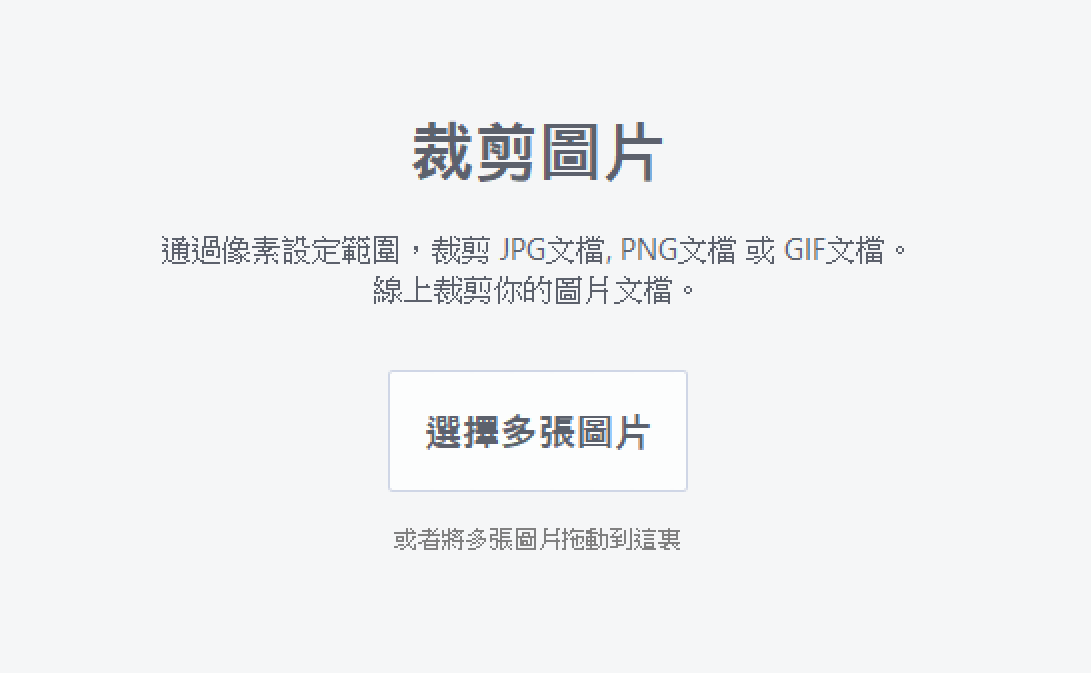 裁剪圖片
通過像素設定範圍，裁剪 JPG文檔, PNG文檔 或 GIF文檔。
線上裁剪你的圖片文檔。
選擇多張圖片
或者將多張圖片拖動到這裏